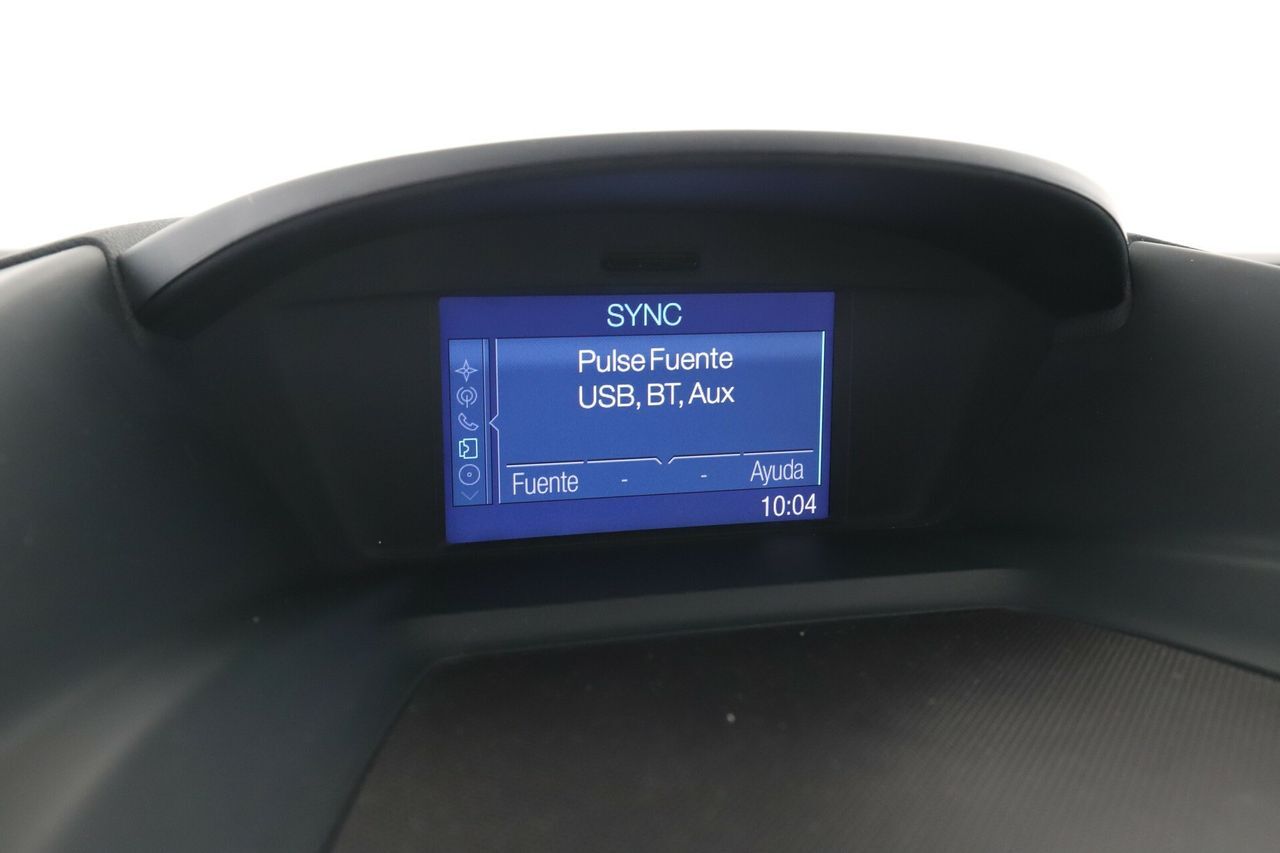 SYNC
Pulse Fuente
USB, BT, Aux
Fuente - - Ayuda
10:04